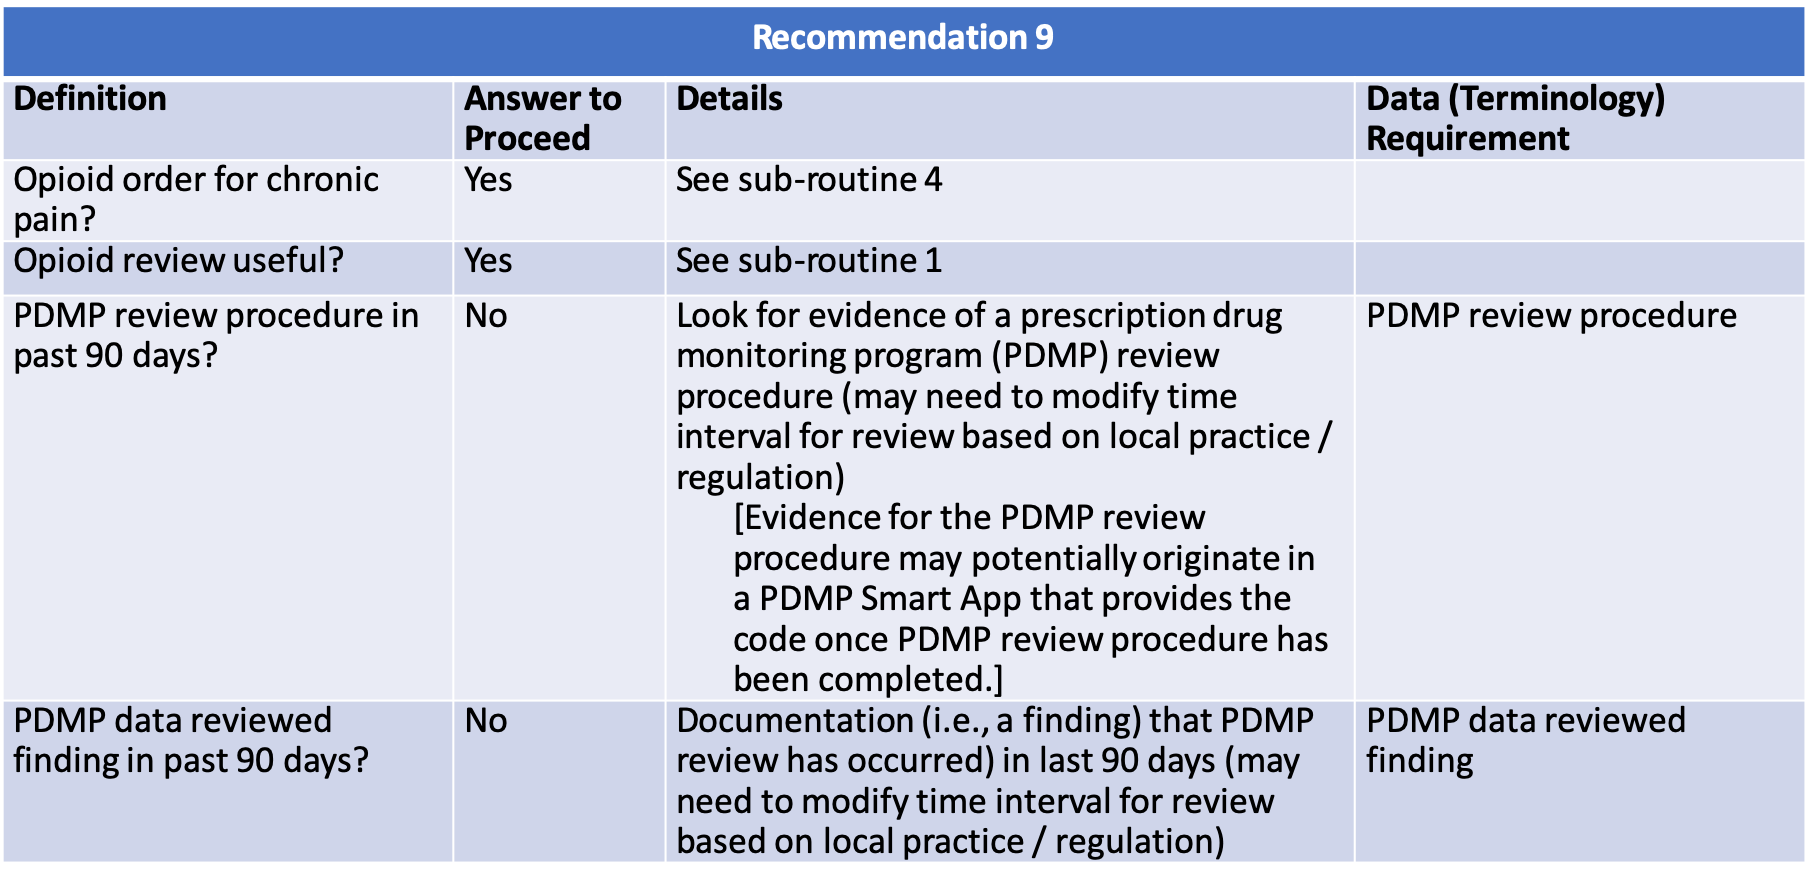 Recommendation 9
Definition
Answer to
Proceed
Details
Data (Terminology)
Requirement
Opioid order for chronic
pain?
Yes
See sub-routine 4
Opioid review useful?
Yes
See sub-routine 1
PDMP review procedure in
past 90 days?
No
Look for evidence of a prescription drug
monitoring program (PDMP) review
procedure (may need to modify time
interval for review based on local practice /
regulation)
[Evidence for the PDMP review
procedure may potentially originate in
a PDMP Smart App that provides the
code once PDMP review procedure has
been completed.]
PDMP review procedure
PDMP data reviewed
finding in past 90 days?
No
Documentation (i.e., a finding) that PDMP
review has occurred) in last 90 days (may
need to modify time interval for review
based on local practice / regulation)
PDMP data reviewed
finding